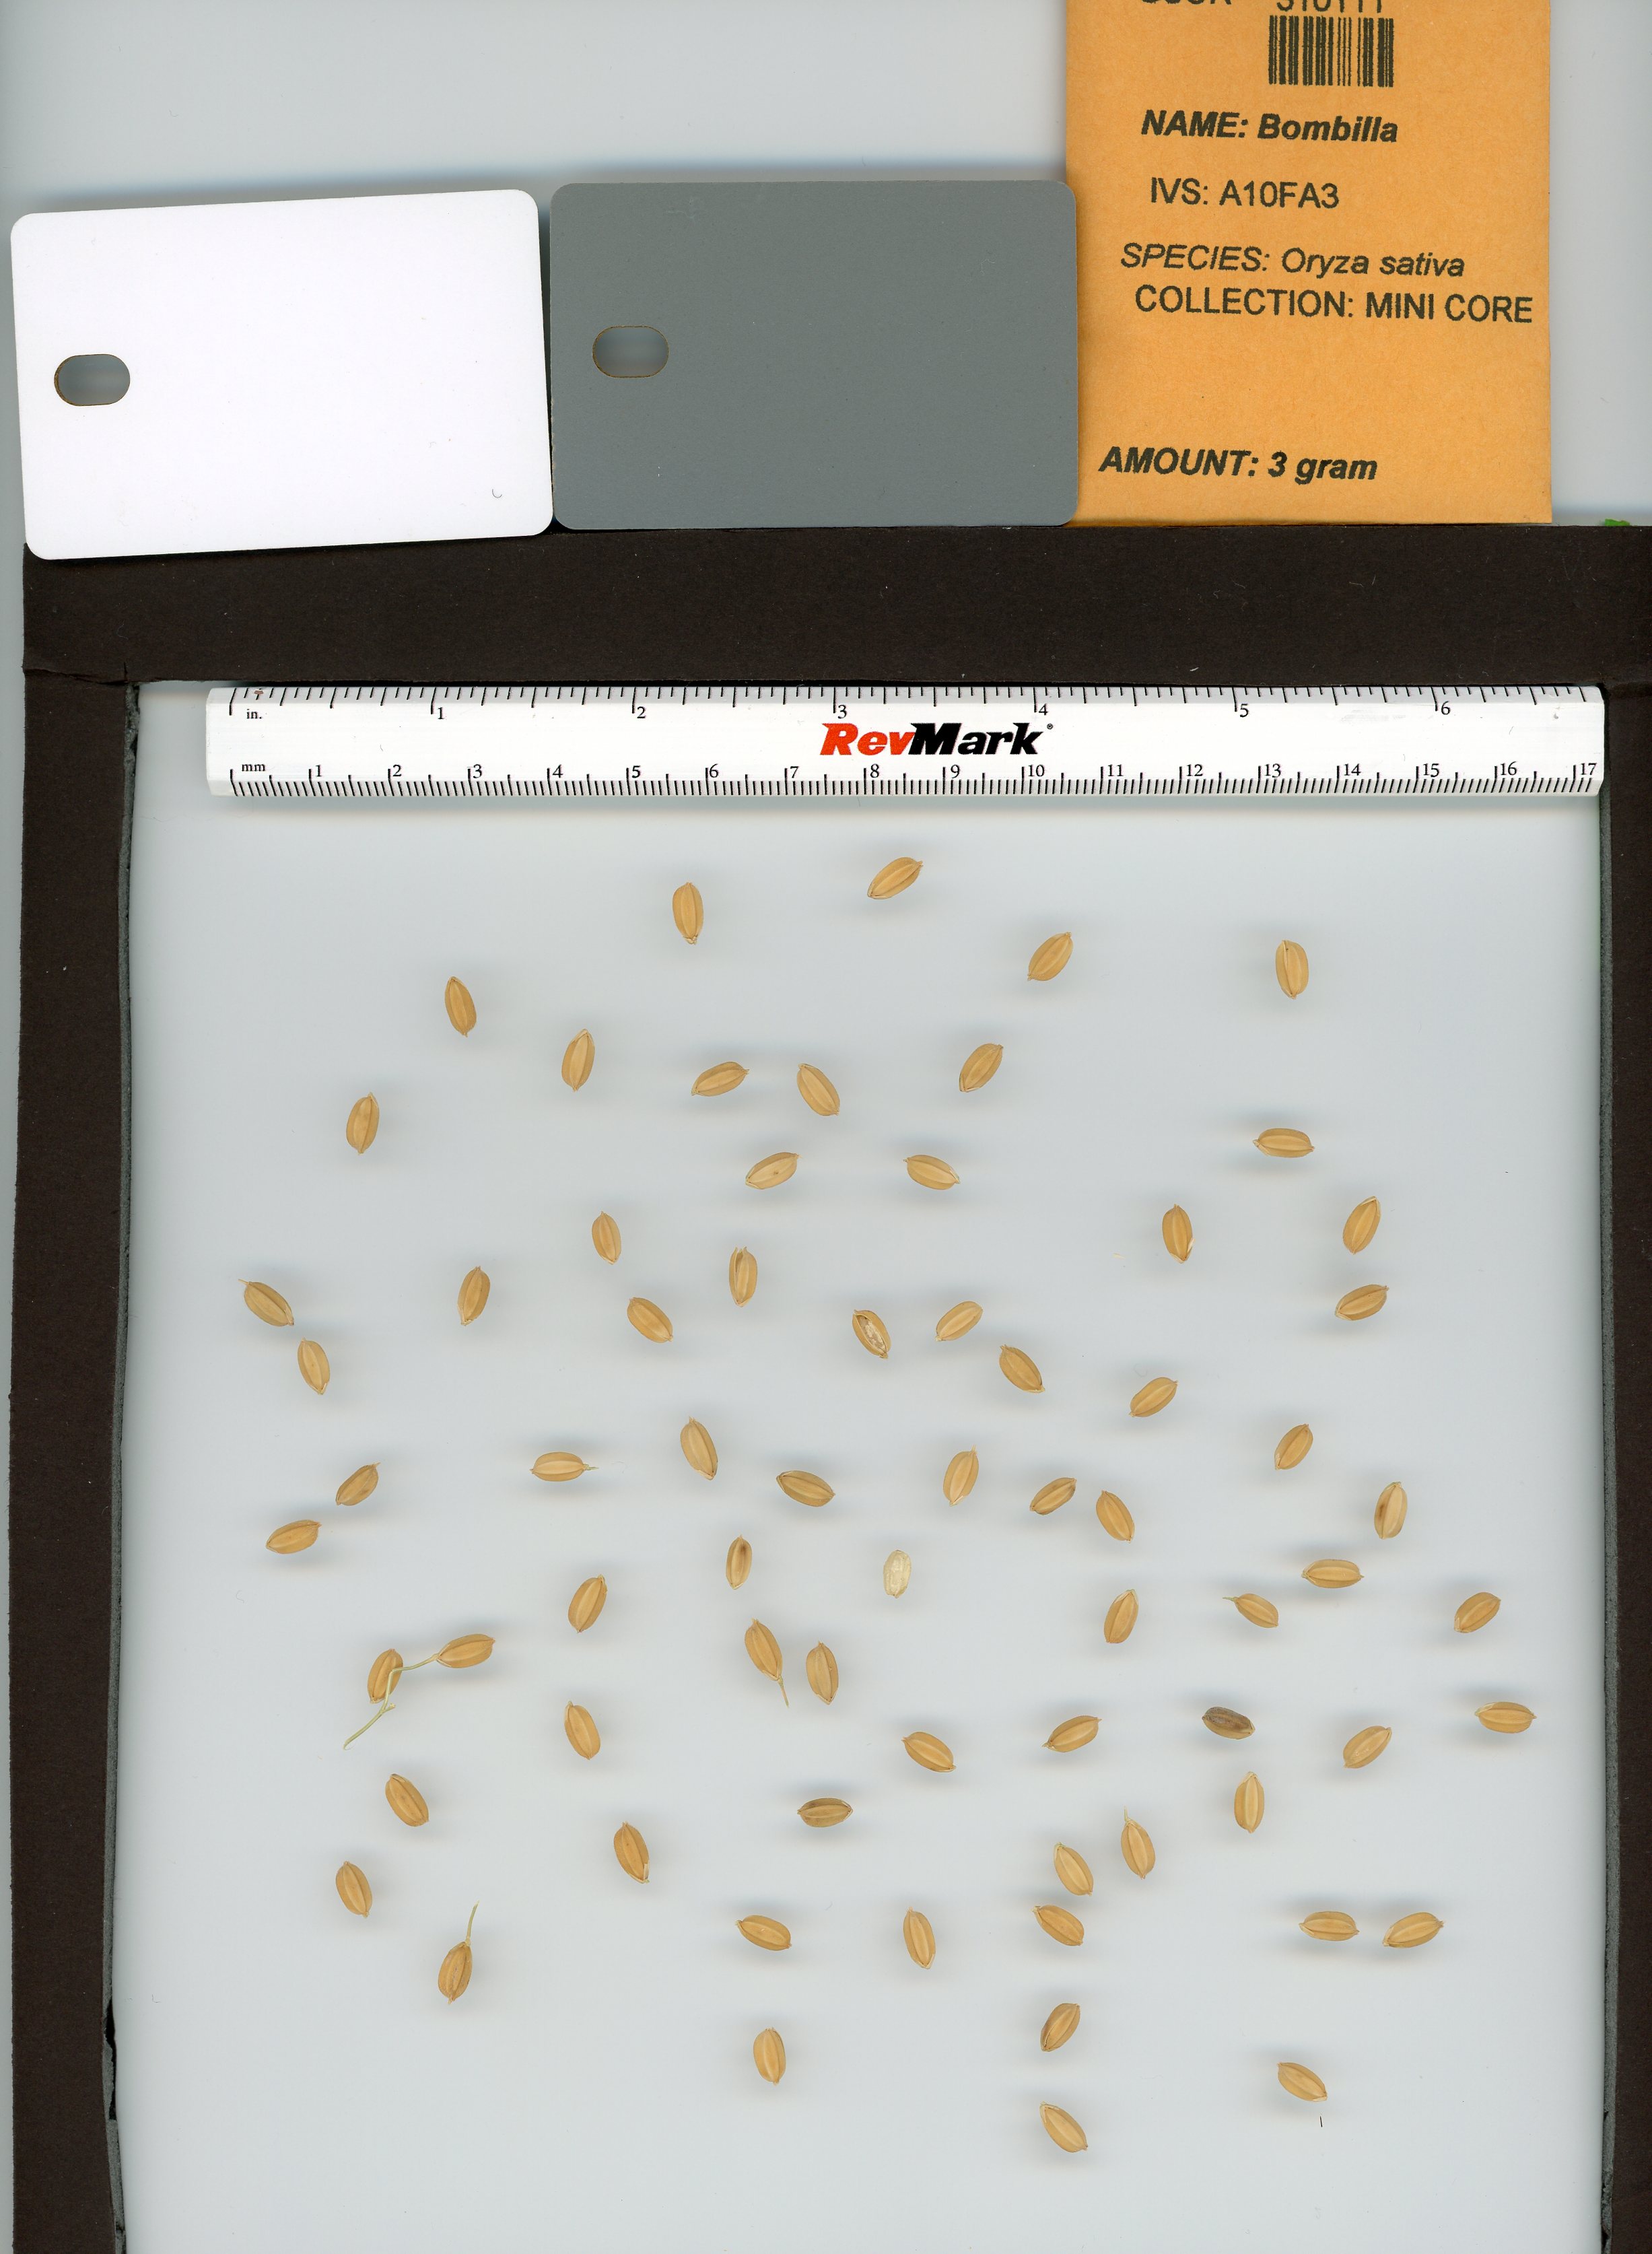 NAME: Bombilla
IVS: A10FA3
SPECIES: Oryza sativa
COLLECTION: MINI CORE
AMOUNT: 3 gram
in. 1 2 3 4 5 6
RevMark®
mm 1 2 3 4 5 6 7 8 9 10 11 12 13 14 15 16 17